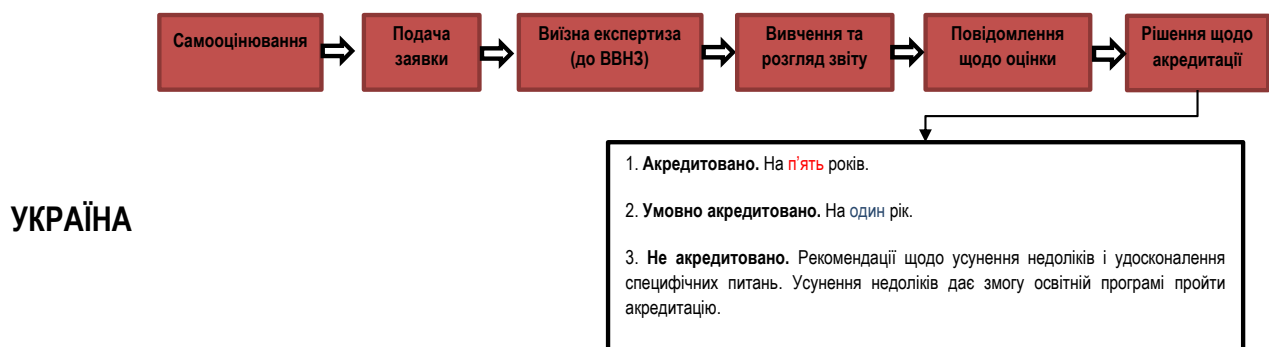 Самооцінювання
Подача
заявки
Виїзна експертиза
(до ВВНЗ)
Вивчення та
розгляд звіту
Повідомлення
щодо оцінки
Рішення щодо
акредитації
УКРАЇНА
1. Акредитовано. На п'ять років.
2. Умовно акредитовано. На один рік.
3. Не акредитовано. Рекомендації щодо усунення недоліків і удосконалення
специфічних питань. Усунення недоліків дає змогу освітній програмі пройти
акредитацію.